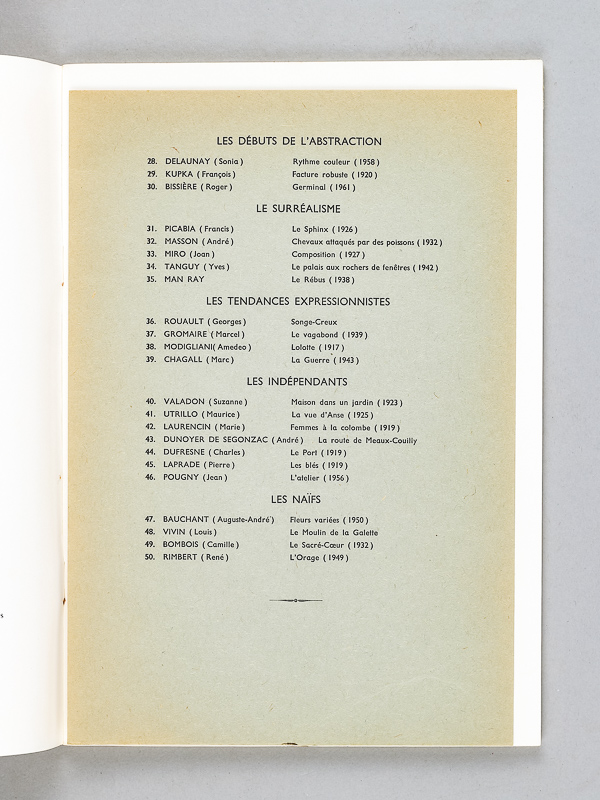 LES DÉBUTS DE L'ABSTRACTION
28. DELAUNAY (Sonia) Rythme couleur (1958)
29. KUPKA (François) Facture robuste (1920)
30. BISSIÈRE (Roger) Germinal (1961)
LE SURRÉALISME
31. PICABIA (Francis) Le Sphinx (1926)
32. MASSON (André) Chevaux attaqués par des poissons (1932)
33. MIRO (Joan) Composition (1927)
34. TANGUY (Yves) Le palais aux rochers de fenêtres (1942)
35. MAN RAY Le Rébus (1938)
LES TENDANCES EXPRESSIONNISTES
36. ROUAULT (Georges) Songe-Creux
37. GROMAIRE (Marcel) Le vagabond (1939)
38. MODIGLIANI(Amedeo) Lolotte (1917)
39. CHAGALL (Marc) La Guerre (1943)
LES INDÉPENDANTS
40. VALADON (Suzanne) Maison dans un jardin (1923)
41. UTRILLO (Maurice) La vue d'Anse (1925)
42. LAURENCIN (Marie) Femmes à la colombe (1919)
43. DUNOYER DE SEGONZAC (André) La route de Meaux-Couilly
44. DUFRESNE (Charles) Le Port (1919)
45. LAPRADE (Pierre) Les blés (1919)
46. POUGNY (Jean) L'atelier (1956)
LES NAÏFS
47. BAUCHANT (Auguste-André) Fleurs variées (1950)
48. VIVIN (Louis) Le Moulin de la Galette
49. BOMBOIS (Camille) Le Sacré-Cœur (1932)
50. RIMBERT (René) L'Orage (1949)
s